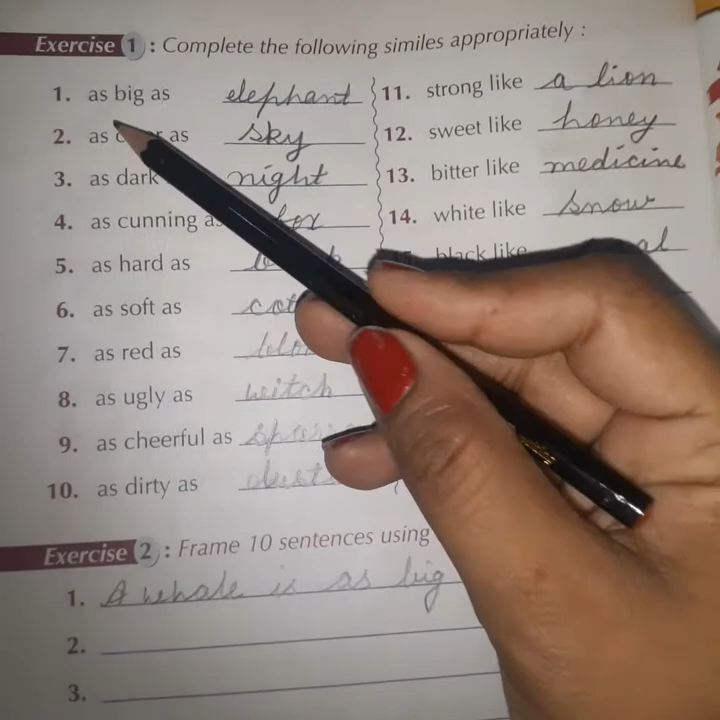 Exercise 1 : Complete the following similes appropriately :
1. as big as elephant
2. as as sky
3. as dark night
4. as cunning as fox
5. as hard as
6. as soft as
7. as red as
8. as ugly as witch
9. as cheerful as
10. as dirty as
11. strong like a lion
12. sweet like honey
13. bitter like medicine
14. white like snow
black like
Exercise 2 : Frame 10 sentences using
1. A whale is as big
2.
3.